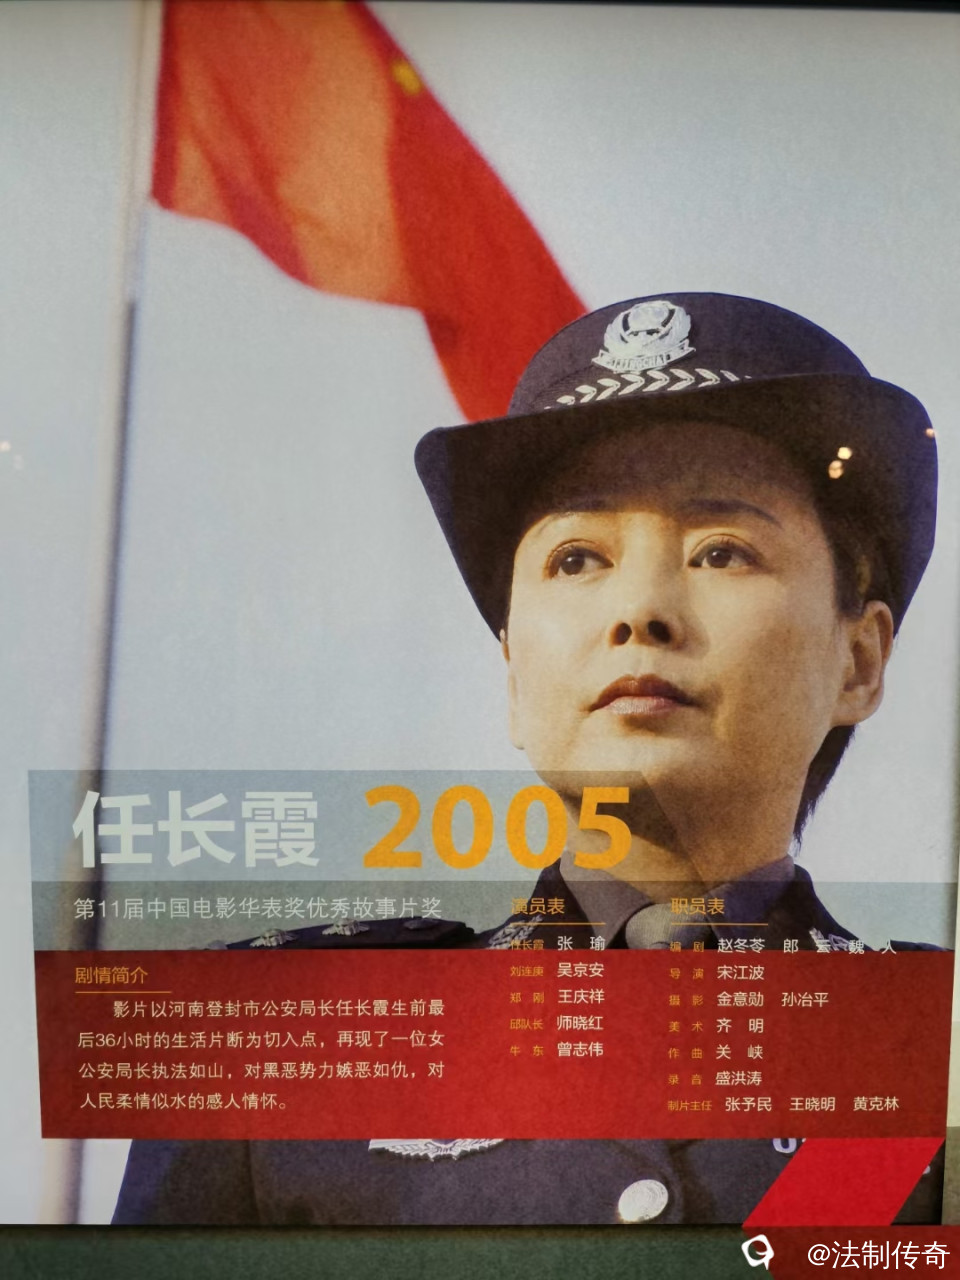 任长霞 2005
第11届中国电影华表奖优秀故事片奖
剧情简介
影片以河南登封市公安局长任长霞生前最
后36小时的生活片断为切入点，再现了一位女
公安局长执法如山，对黑恶势力嫉恶如仇，对
人民柔情似水的感人情怀。
演员表
任长霞 张 瑜
刘连庚 吴京安
郑 刚 王庆祥
邱队长 师晓红
牛 东 曾志伟
职员表
编 剧 赵冬苓 郎 云 魏 人
导 演 宋江波
摄 影 金意勋 孙冶平
美 术 齐 明
作 曲 关 峡
录 音 盛洪涛
制片主任 张予民 王晓明 黄克林
@法制传奇